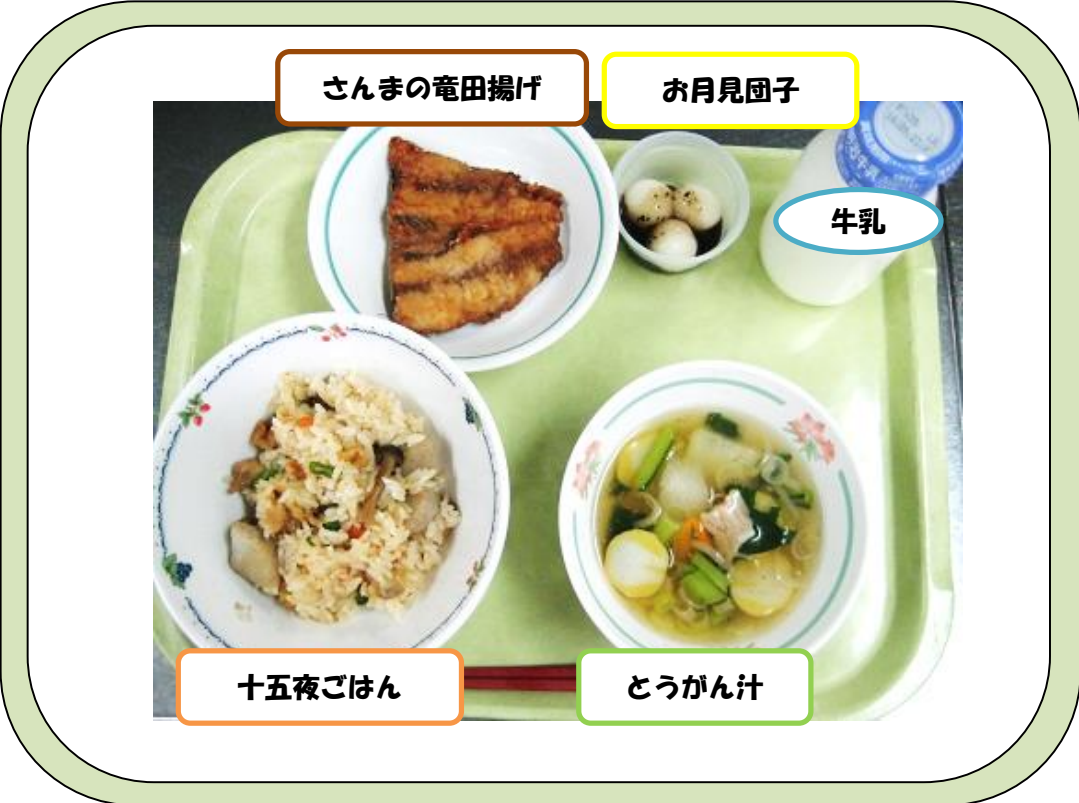 さんまの竜田揚げ
お月見団子
牛乳
十五夜ごはん
とうがん汁